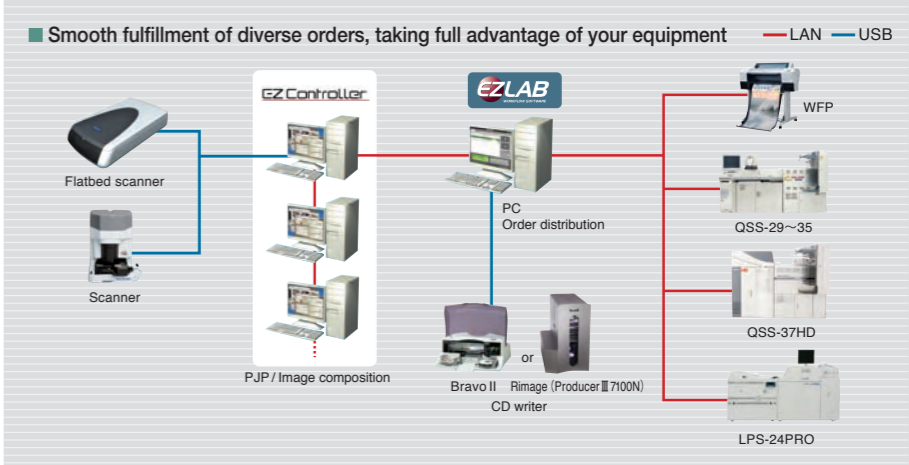 Smooth fulfillment of diverse orders, taking full advantage of your equipment
LAN
USB
EZ Controller
EZLAB
WORKFLOW SOFTWARE
WFP
Flatbed scanner
PC
Order distribution
QSS-29～35
Scanner
QSS-37HD
or
PJP / Image composition
Bravo II
Rimage (Producer Ⅲ 7100N)
CD writer
LPS-24PRO